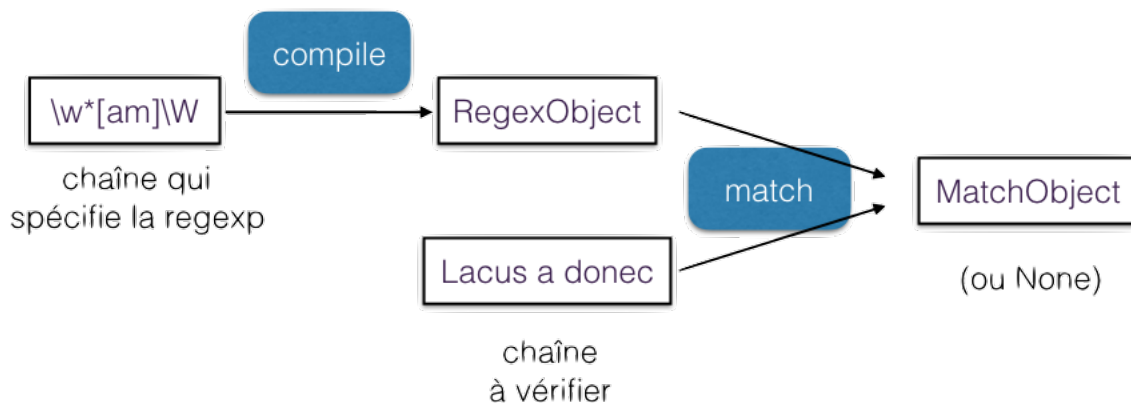 compile
\w*[am]\W
RegexObject
chaîne qui
spécifie la regexp
match
MatchObject
Lacus a donec
(ou None)
chaîne
à vérifier